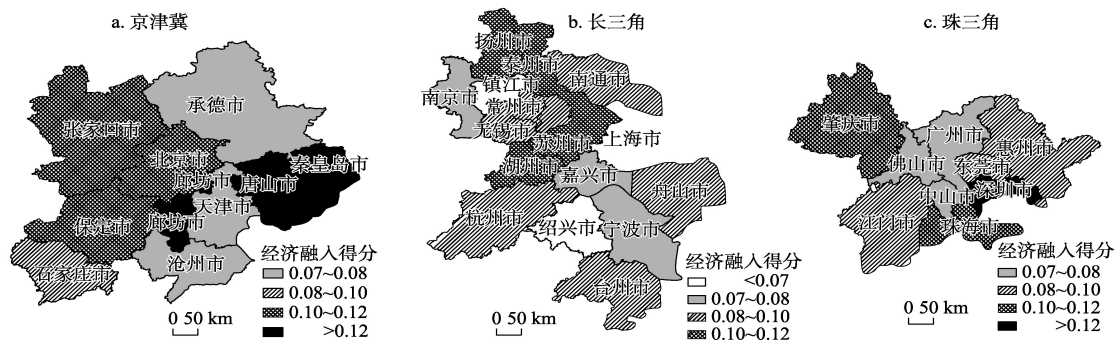 a. 京津冀
承德市
张家口市
北京市
秦皇岛市
廊坊市
唐山市
天津市
廊坊市
保定市
沧州市
石家庄市
经济融入得分
0.07~0.08
0.08~0.10
0.10~0.12
>0.12
0 50 km
b. 长三角
扬州市
泰州市
南通市
镇江市
南京市
常州市
无锡市
苏州市
上海市
湖州市
嘉兴市
舟山市
杭州市
绍兴市
宁波市
台州市
经济融入得分
<0.07
0.07~0.08
0.08~0.10
0.10~0.12
0 50 km
c. 珠三角
肇庆市
广州市
惠州市
佛山市
东莞市
深圳市
中山市
江门市
珠海市
经济融入得分
0.07~0.08
0.08~0.10
0.10~0.12
>0.12
0 50 km